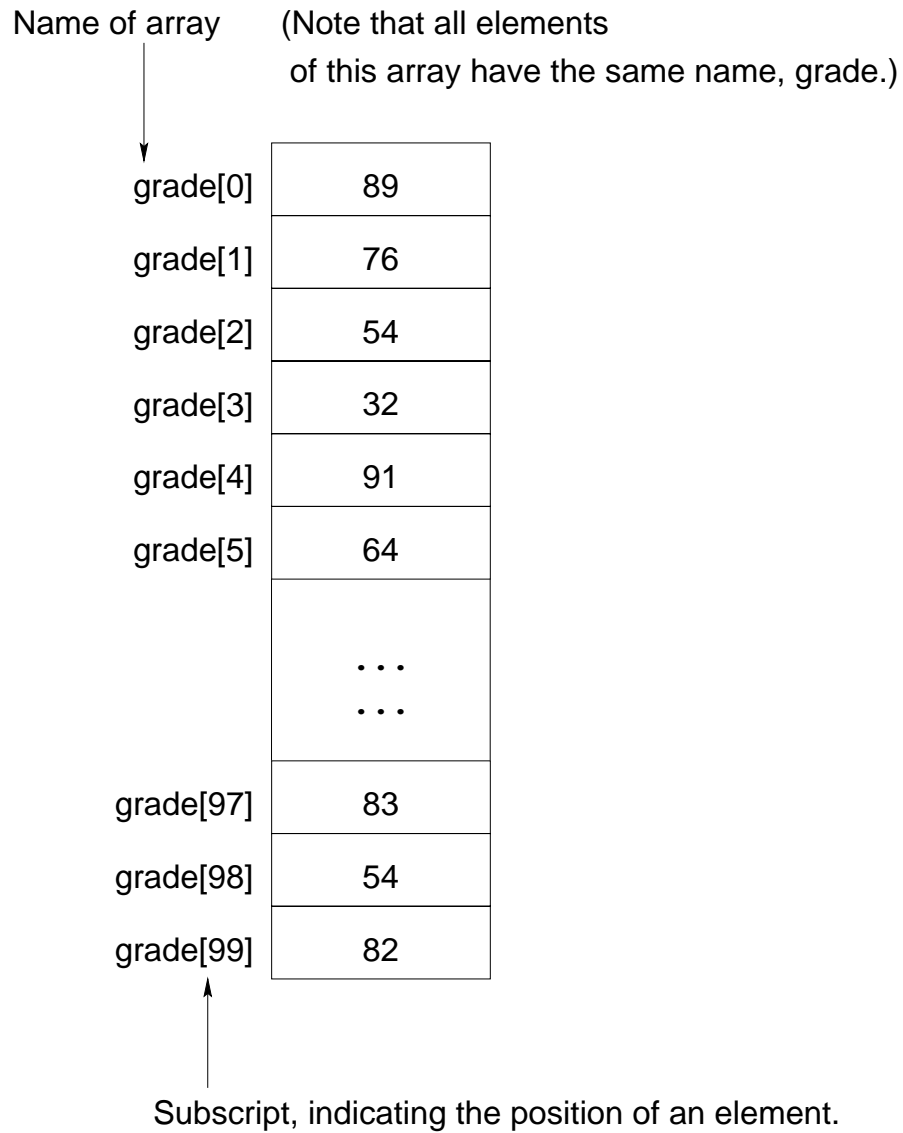 Name of array (Note that all elements
of this array have the same name, grade.)
grade[0] 89
grade[1] 76
grade[2] 54
grade[3] 32
grade[4] 91
grade[5] 64
...
...
grade[97] 83
grade[98] 54
grade[99] 82
Subscript, indicating the position of an element.